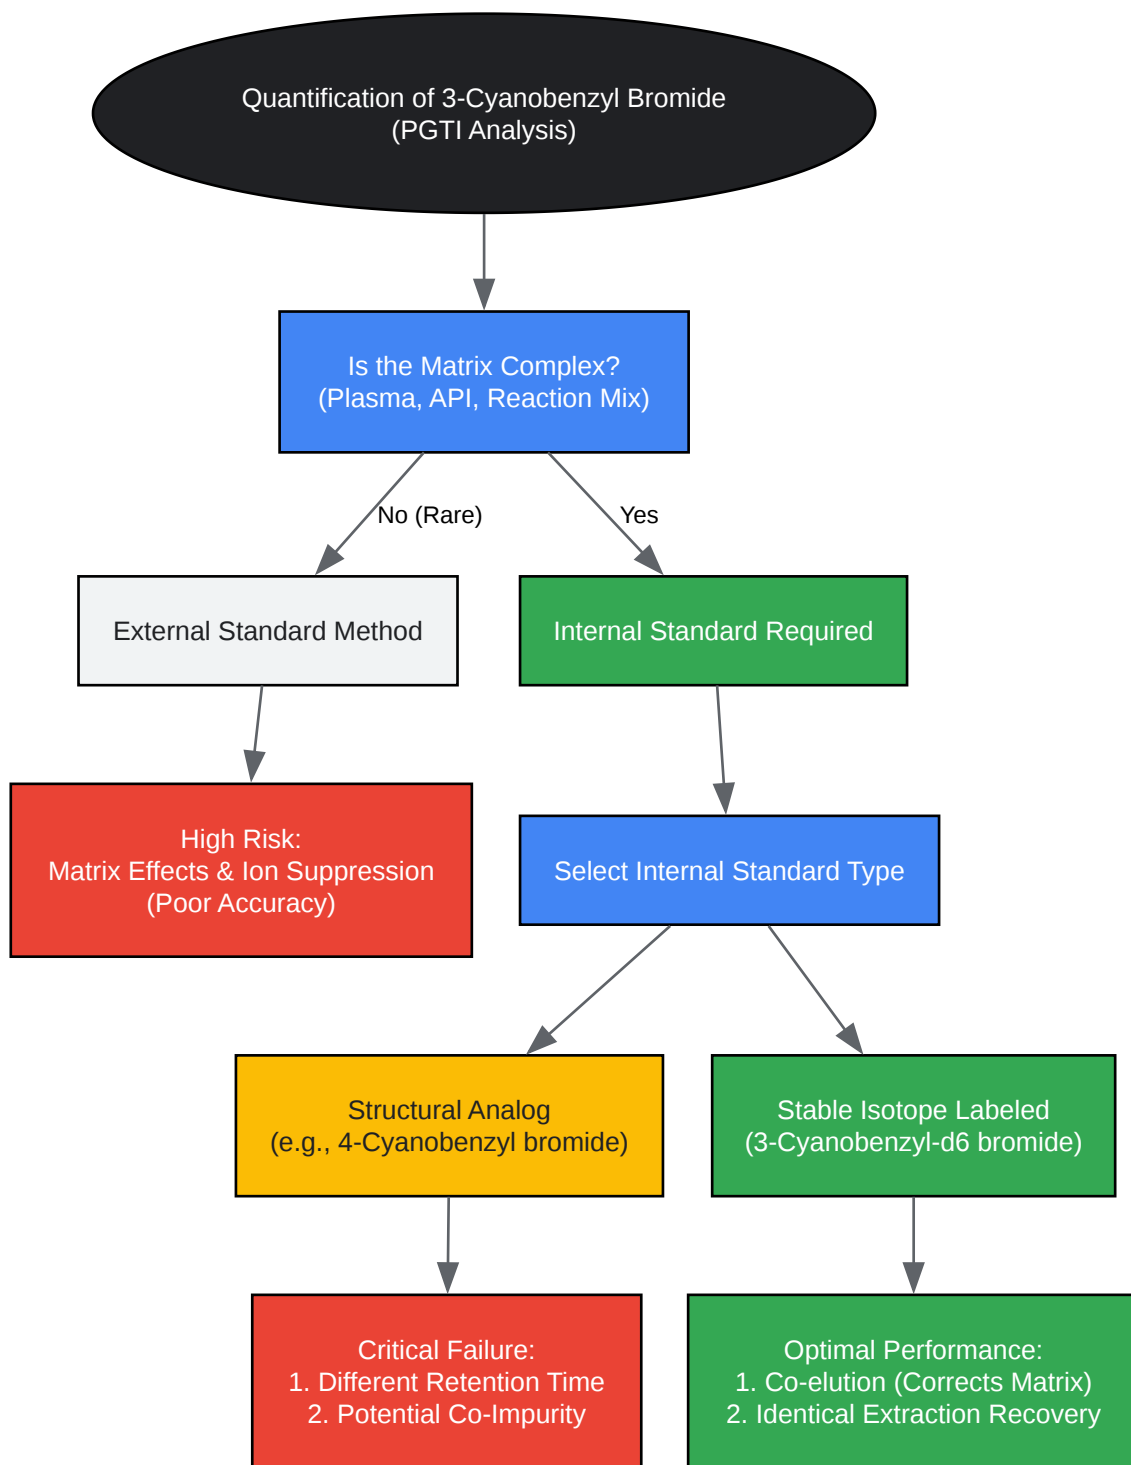 Quantification of 3-Cyanobenzyl Bromide
(PGTI Analysis)
Is the Matrix Complex?
(Plasma, API, Reaction Mix)
No (Rare)
Yes
External Standard Method
Internal Standard Required
High Risk:
Matrix Effects & Ion Suppression
(Poor Accuracy)
Select Internal Standard Type
Structural Analog
(e.g., 4-Cyanobenzyl bromide)
Stable Isotope Labeled
(3-Cyanobenzyl-d6 bromide)
Critical Failure:
1. Different Retention Time
2. Potential Co-Impurity
Optimal Performance:
1. Co-elution (Corrects Matrix)
2. Identical Extraction Recovery